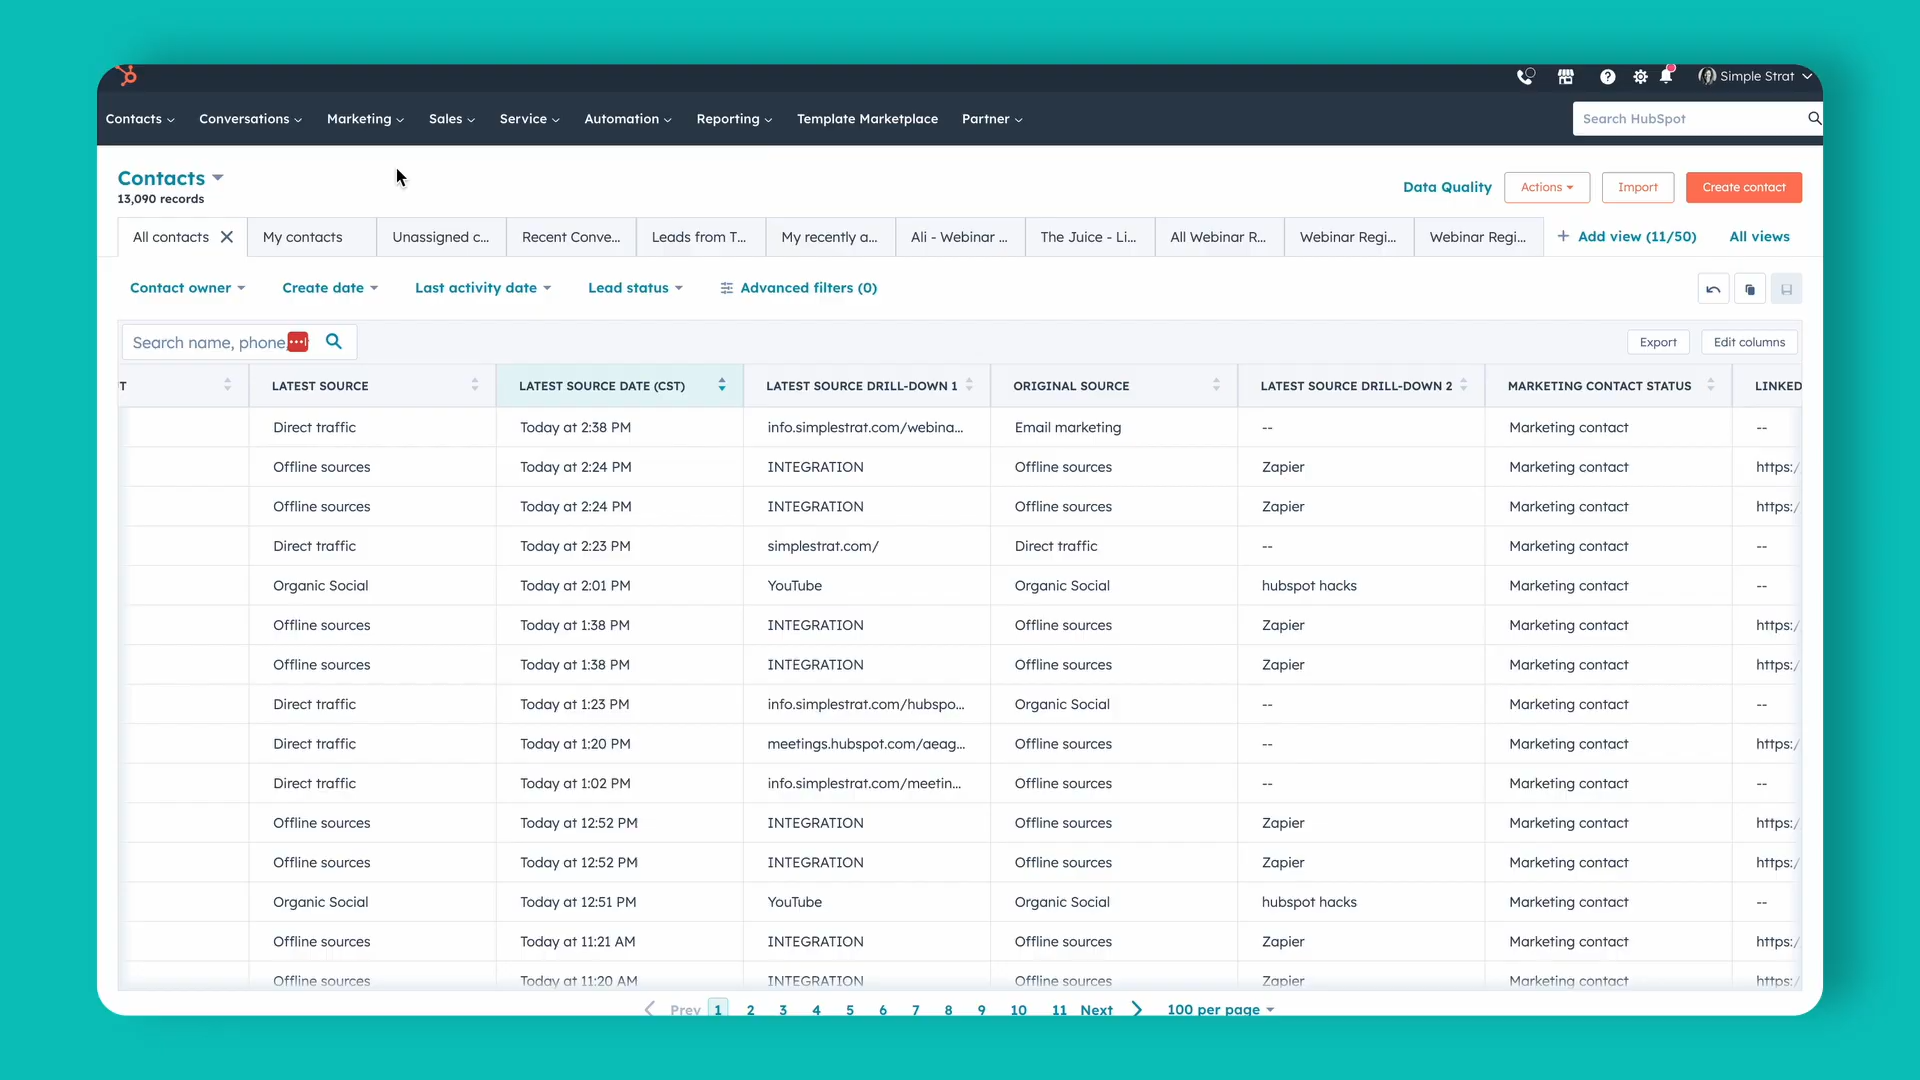 Simple Strat
Contacts Conversations Marketing Sales Service Automation Reporting Template Marketplace Partner Search HubSpot
Contacts
13,090 records
Data Quality Actions Import Create contact
All contacts My contacts Unassigned c... Recent Conve... Leads from T... My recently a... Ali - Webinar ... The Juice - Li... All Webinar R... Webinar Regi... Webinar Regi... + Add view (11/50) All views
Contact owner Create date Last activity date Lead status Advanced filters (0)
Search name, phone, Export Edit columns
T LATEST SOURCE LATEST SOURCE DATE (CST) LATEST SOURCE DRILL-DOWN 1 ORIGINAL SOURCE LATEST SOURCE DRILL-DOWN 2 MARKETING CONTACT STATUS LINKED
Direct traffic Today at 2:38 PM info.simplestrat.com/webina... Email marketing -- Marketing contact --
Offline sources Today at 2:24 PM INTEGRATION Offline sources Zapier Marketing contact https:/
Offline sources Today at 2:24 PM INTEGRATION Offline sources Zapier Marketing contact https:/
Direct traffic Today at 2:23 PM simplestrat.com/ Direct traffic -- Marketing contact --
Organic Social Today at 2:01 PM YouTube Organic Social hubspot hacks Marketing contact --
Offline sources Today at 1:38 PM INTEGRATION Offline sources Zapier Marketing contact https:/
Offline sources Today at 1:38 PM INTEGRATION Offline sources Zapier Marketing contact https:/
Direct traffic Today at 1:23 PM info.simplestrat.com/hubspo... Organic Social -- Marketing contact --
Direct traffic Today at 1:20 PM meetings.hubspot.com/aeag... Offline sources -- Marketing contact https:/
Direct traffic Today at 1:02 PM info.simplestrat.com/meetin... Offline sources -- Marketing contact --
Offline sources Today at 12:52 PM INTEGRATION Offline sources Zapier Marketing contact https:/
Offline sources Today at 12:52 PM INTEGRATION Offline sources Zapier Marketing contact https:/
Organic Social Today at 12:51 PM YouTube Organic Social hubspot hacks Marketing contact --
Offline sources Today at 11:21 AM INTEGRATION Offline sources Zapier Marketing contact https:/
Offline sources Today at 11:20 AM INTEGRATION Offline sources Zapier Marketing contact https:/
Prev 1 2 3 4 5 6 7 8 9 10 11 Next 100 per page